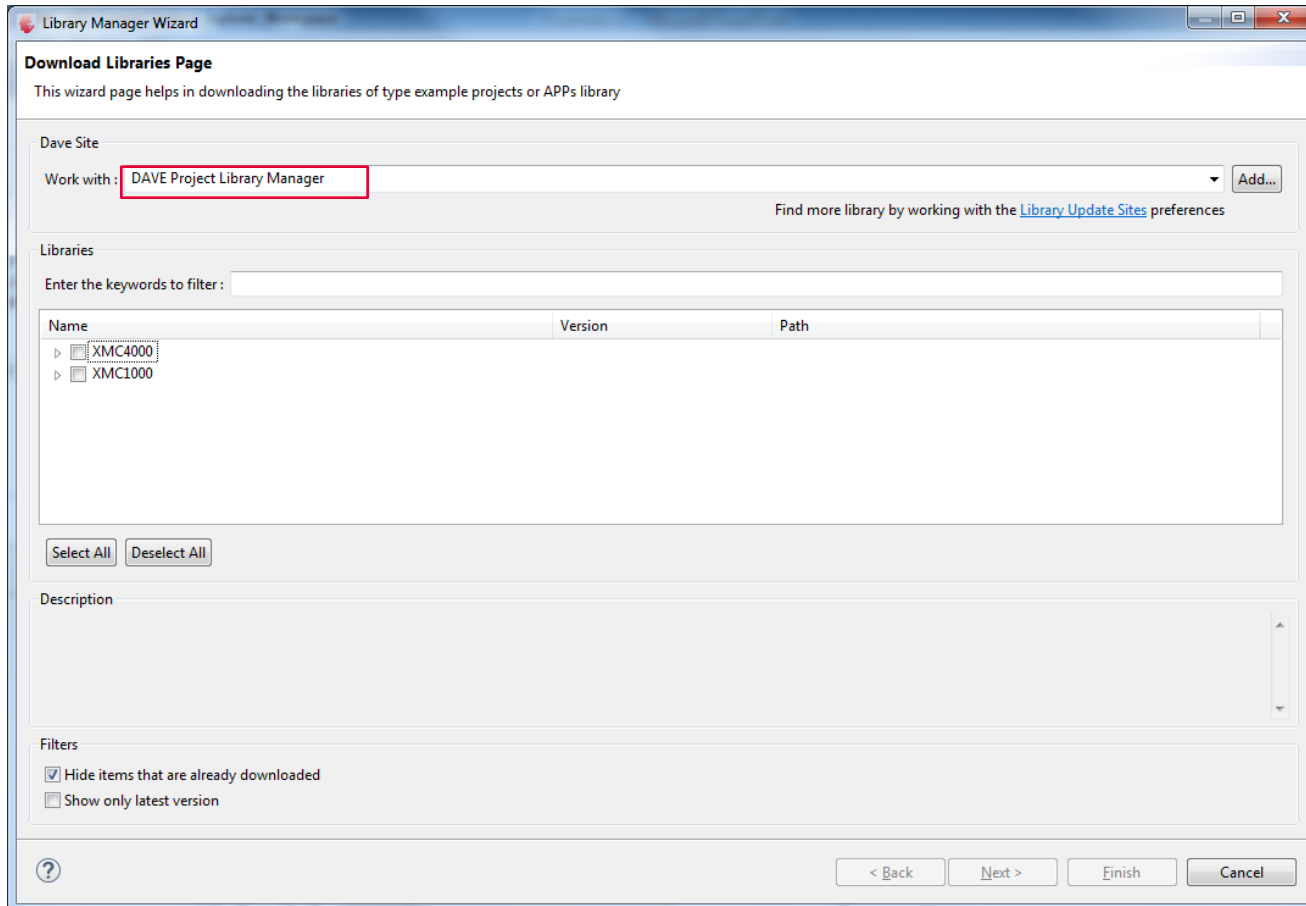 Library Manager Wizard
Download Libraries Page
This wizard page helps in downloading the libraries of type example projects or APPs library
Dave Site
Work with : DAVE Project Library Manager Add...
Find more library by working with the Library Update Sites preferences
Libraries
Enter the keywords to filter :
Name Version Path
XMC4000
XMC1000
Select All Deselect All
Description
Filters
Hide items that are already downloaded
Show only latest version
? < Back Next > Finish Cancel